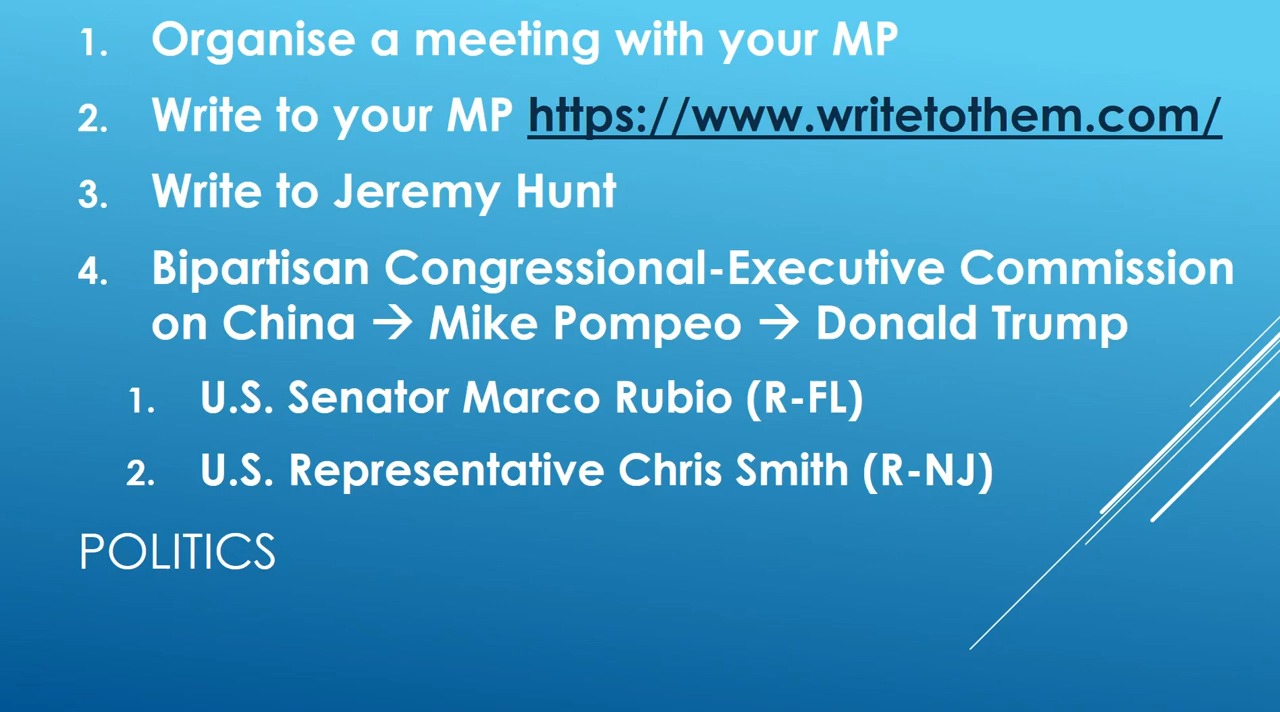 1. Organise a meeting with your MP
2. Write to your MP https://www.writetothem.com/
3. Write to Jeremy Hunt
4. Bipartisan Congressional-Executive Commission
on China → Mike Pompeo → Donald Trump
1. U.S. Senator Marco Rubio (R-FL)
2. U.S. Representative Chris Smith (R-NJ)
POLITICS